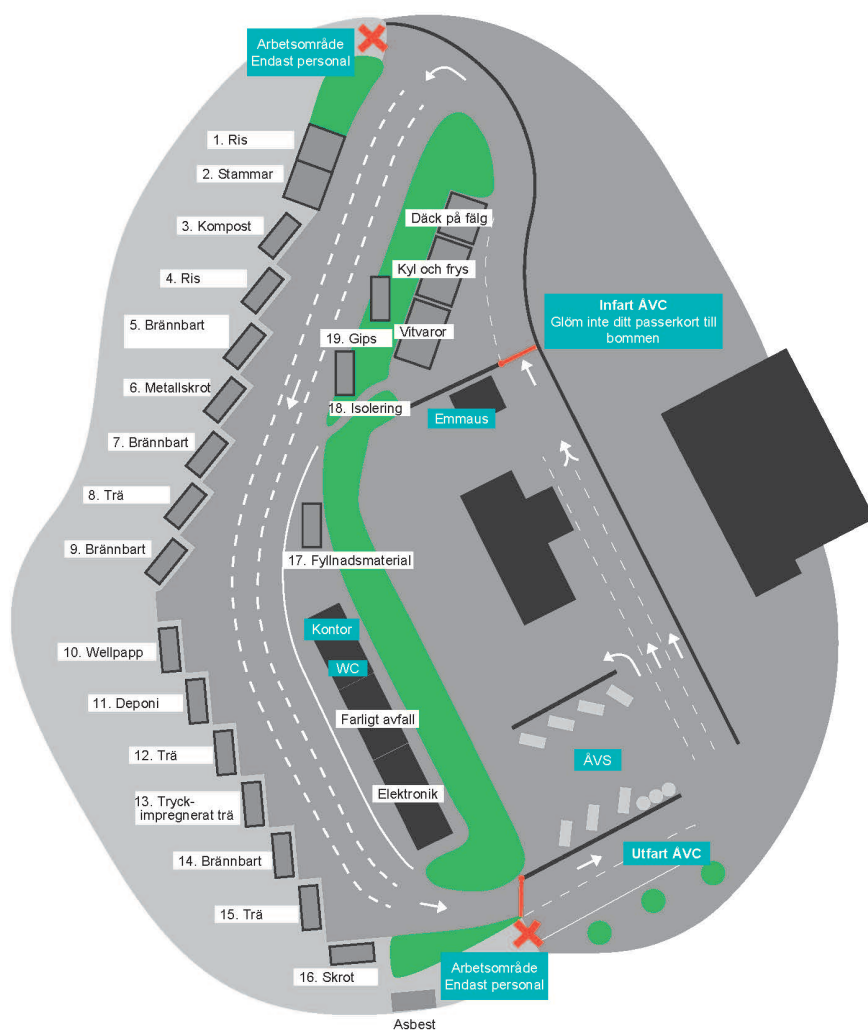 Arbetsområde
Endast personal
1. Ris
2. Stammar
3. Kompost
4. Ris
5. Brännbart
6. Metallskrot
7. Brännbart
8. Trä
9. Brännbart
10. Wellpapp
11. Deponi
12. Trä
13. Tryck-
impregnerat trä
14. Brännbart
15. Trä
16. Skrot
Asbest
Däck på fälg
Kyl och frys
Vitvaror
19. Gips
18. Isolering
17. Fyllnadsmaterial
Emmaus
Infart ÅVC
Glöm inte ditt passerkort till
bommen
Kontor
WC
Farligt avfall
Elektronik
ÅVS
Utfart ÅVC
Arbetsområde
Endast personal